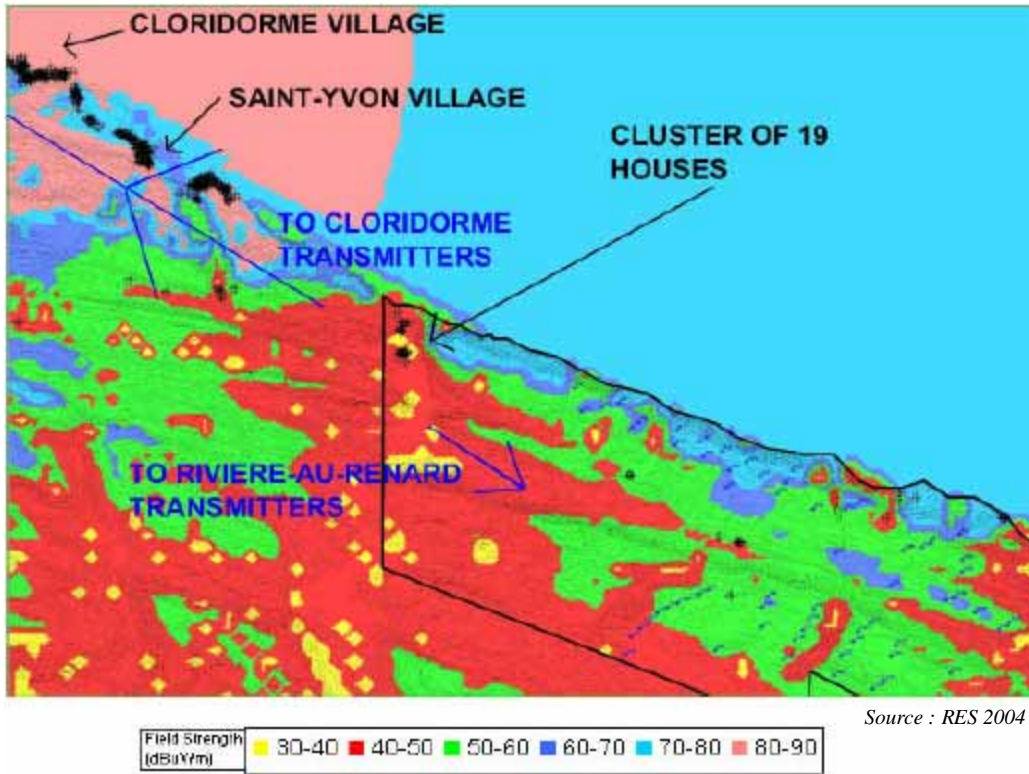 CLORIDORME VILLAGE
SAINT-YVON VILLAGE
CLUSTER OF 19
HOUSES
TO CLORIDORME
TRANSMITTERS
TO RIVIERE-AU-RENARD
TRANSMITTERS
Source : RES 2004
Field Strength
(dBuV/m)
30-40 40-50 50-60 60-70 70-80 80-90